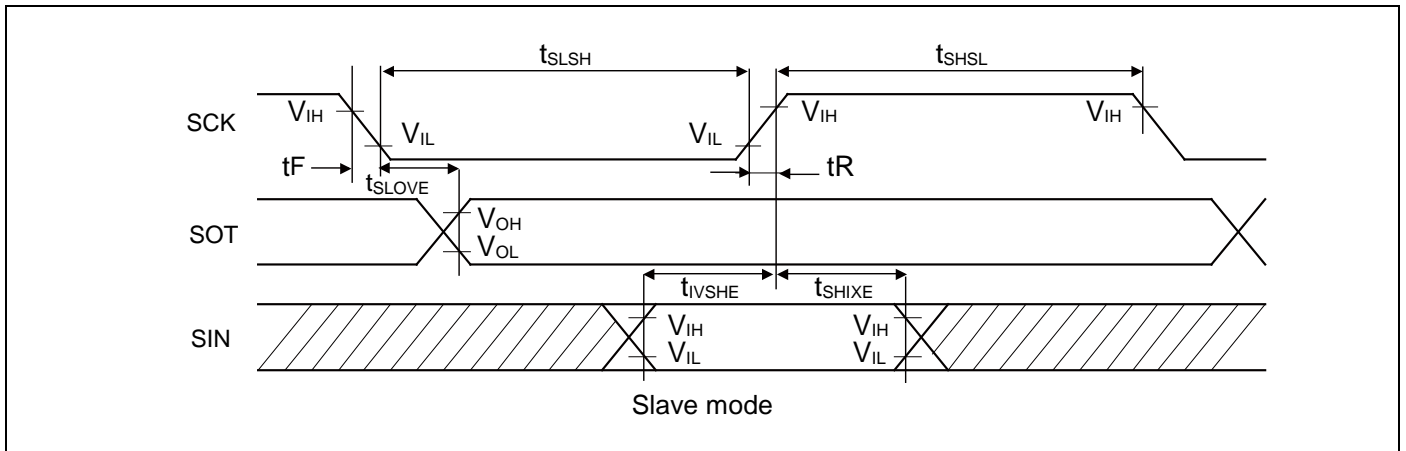 tSLSH tSHSL
SCK VIH VIL VIL VIH VIH
tF tSLOVE tR
SOT VOH
VOL
tIVSHE tSHIXE
SIN VIH VIH
VIL VIL
Slave mode